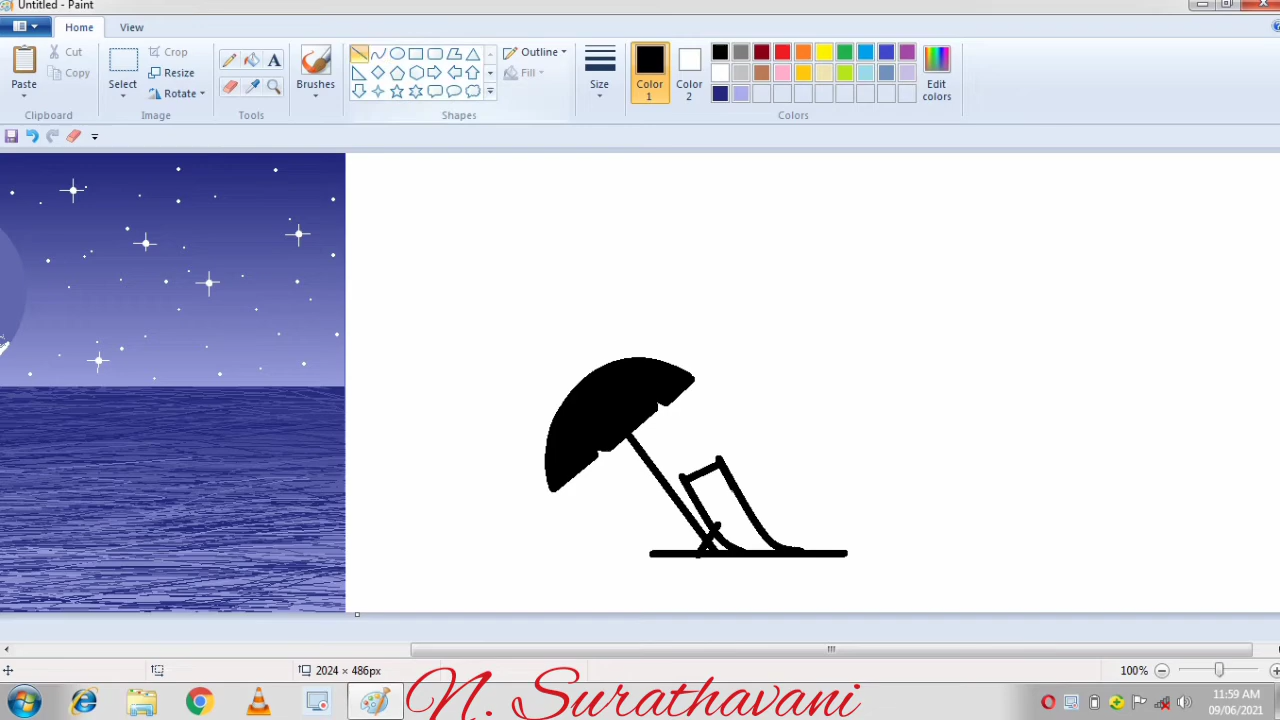 Untitled - Paint
Home
View
Paste
Cut
Copy
Clipboard
Select
Crop
Resize
Rotate
Image
Tools
Brushes
Shapes
Outline
Fill
Size
Color 1
Color 2
Edit colors
Colors
2024 × 486px
100%
N. Surathavani
11:59 AM
09/06/2021